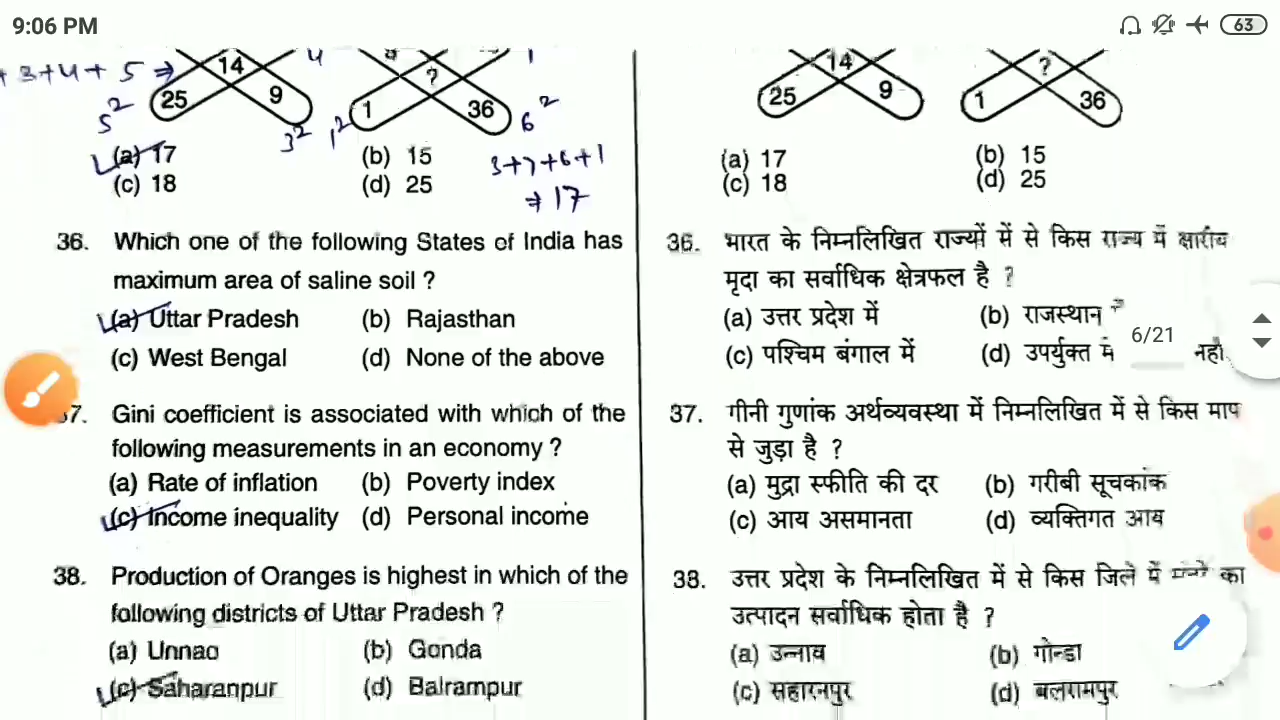 9:06 PM
63
+ 3+4+ 5 ⇒
14
4
?
1
25
9
1
36
5²
3²
1²
6²
(a) 17
(b) 15
3+7+6+1
(c) 18
(d) 25
⇒ 17
36. Which one of the following States of India has
maximum area of saline soil ?
(a) Uttar Pradesh (b) Rajasthan
(c) West Bengal (d) None of the above
37. Gini coefficient is associated with which of the
following measurements in an economy ?
(a) Rate of inflation (b) Poverty index
(c) Income inequality (d) Personal income
38. Production of Oranges is highest in which of the
following districts of Uttar Pradesh ?
(a) Unnao (b) Gonda
(c) Saharanpur (d) Balrampur
14
?
25
9
1
36
(a) 17 (b) 15
(c) 18 (d) 25
36. भारत के निम्नलिखित राज्यों में से किस राज्य में क्षारीय
मृदा का सर्वाधिक क्षेत्रफल है ?
(a) उत्तर प्रदेश में (b) राजस्थान
(c) पश्चिम बंगाल में (d) उपर्युक्त में नहीं
6/21
37. गीनी गुणांक अर्थव्यवस्था में निम्नलिखित में से किस माप
से जुड़ा है ?
(a) मुद्रा स्फीति की दर (b) गरीबी सूचकांक
(c) आय असमानता (d) व्यक्तिगत आय
38. उत्तर प्रदेश के निम्नलिखित में से किस जिले में का
उत्पादन सर्वाधिक होता है ?
(a) उन्नाव (b) गोन्डा
(c) सहारनपुर (d) बलरामपुर